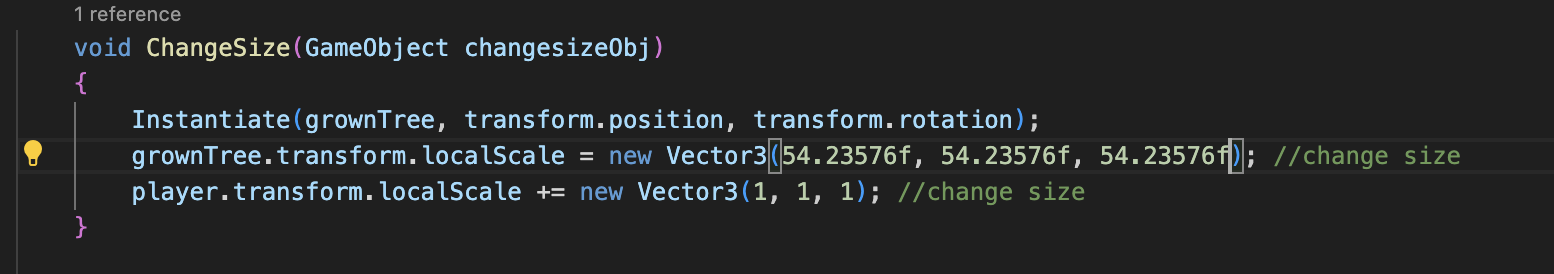 1 reference
void ChangeSize(GameObject changesizeObj)
{
Instantiate(grownTree, transform.position, transform.rotation);
grownTree.transform.localScale = new Vector3(54.23576f, 54.23576f, 54.23576f); //change size
player.transform.localScale += new Vector3(1, 1, 1); //change size
}